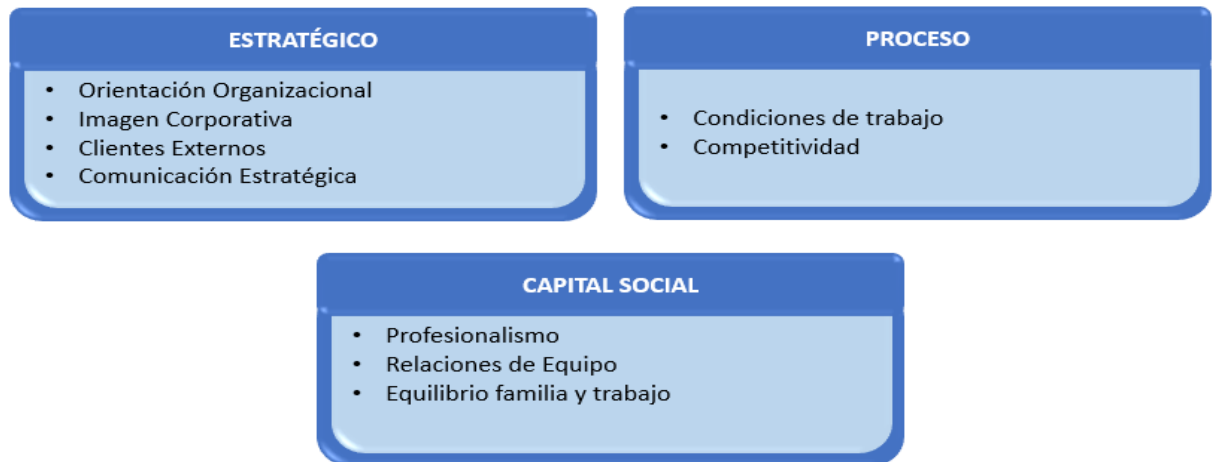 ESTRATÉGICO
• Orientación Organizacional
• Imagen Corporativa
• Clientes Externos
• Comunicación Estratégica
PROCESO
• Condiciones de trabajo
• Competitividad
CAPITAL SOCIAL
• Profesionalismo
• Relaciones de Equipo
• Equilibrio familia y trabajo